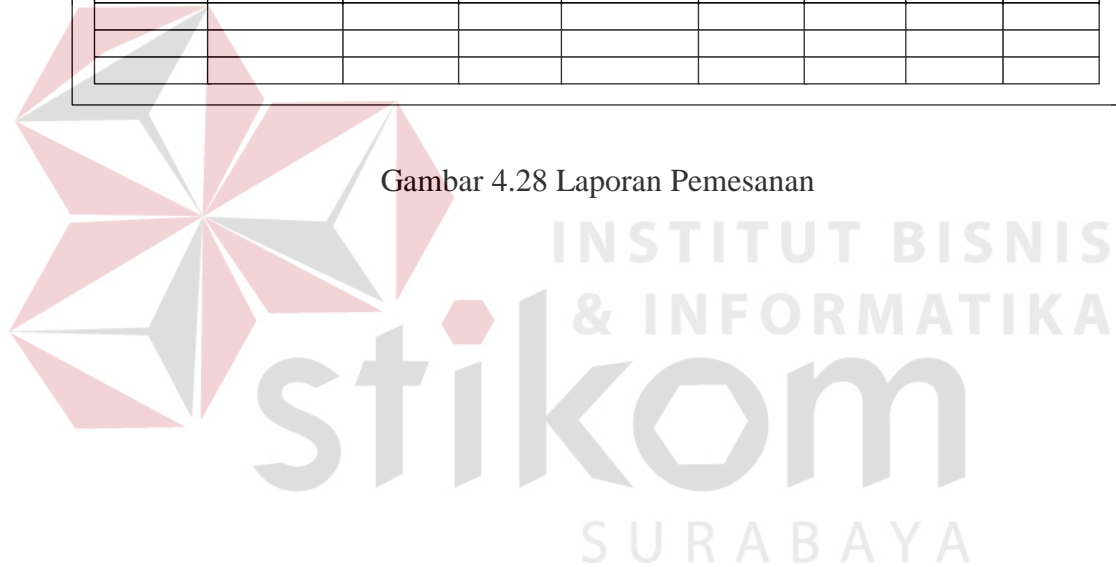 Gambar 4.28 Laporan Pemesanan
INSTITUT BISNIS
& INFORMATIKA
stikom
SURABAYA